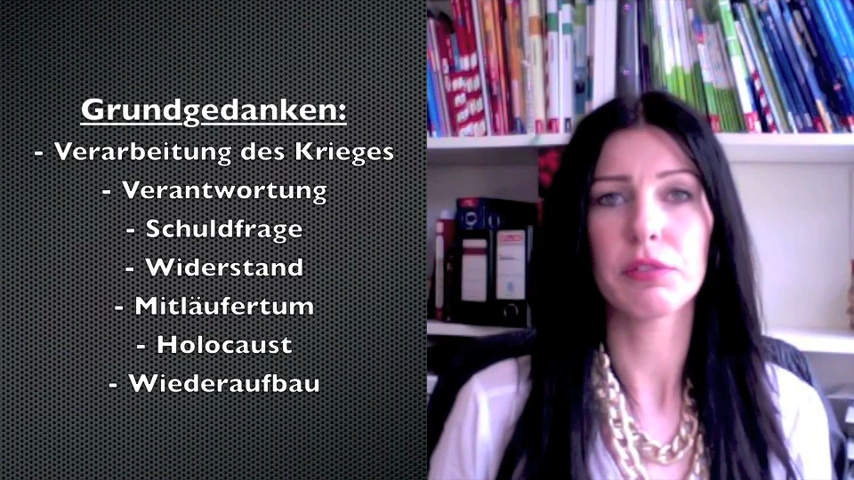 Grundgedanken:
- Verarbeitung des Krieges
- Verantwortung
- Schuldfrage
- Widerstand
- Mitläufertum
- Holocaust
- Wiederaufbau